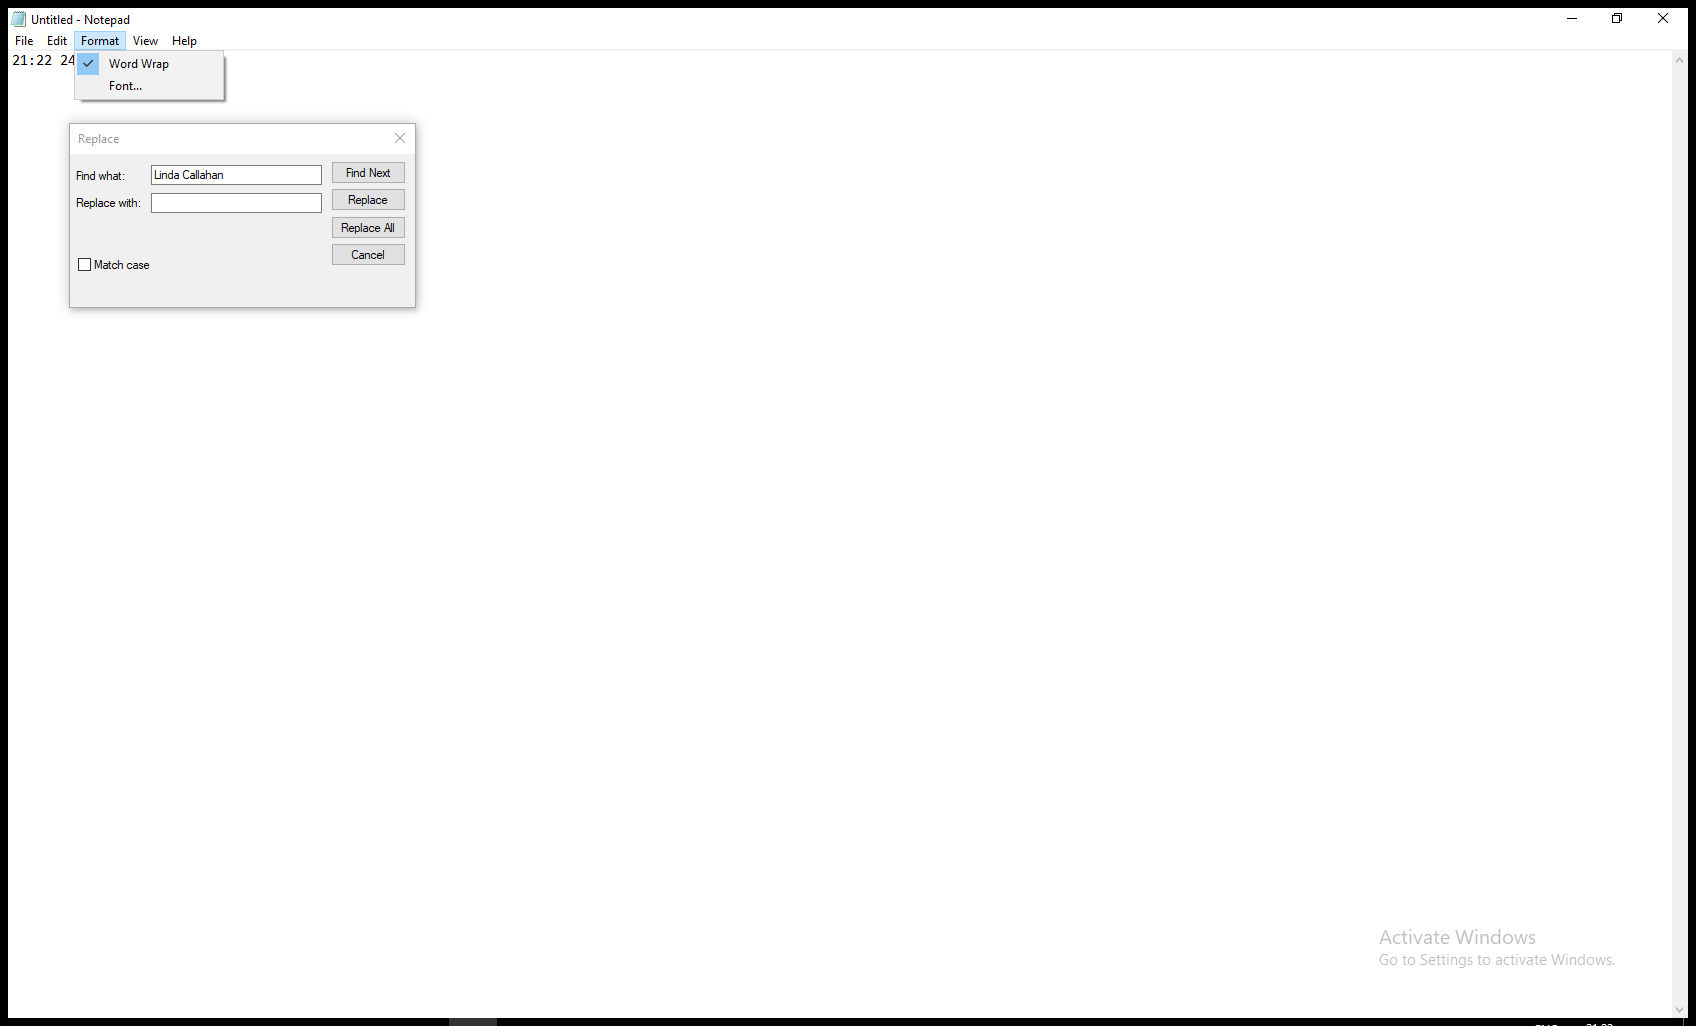 Untitled - Notepad
File Edit Format View Help
21:22 24
Word Wrap
Font...
Replace
Find what: Linda Callahan Find Next
Replace with: Replace
Replace All
Cancel
Match case
Activate Windows
Go to Settings to activate Windows.